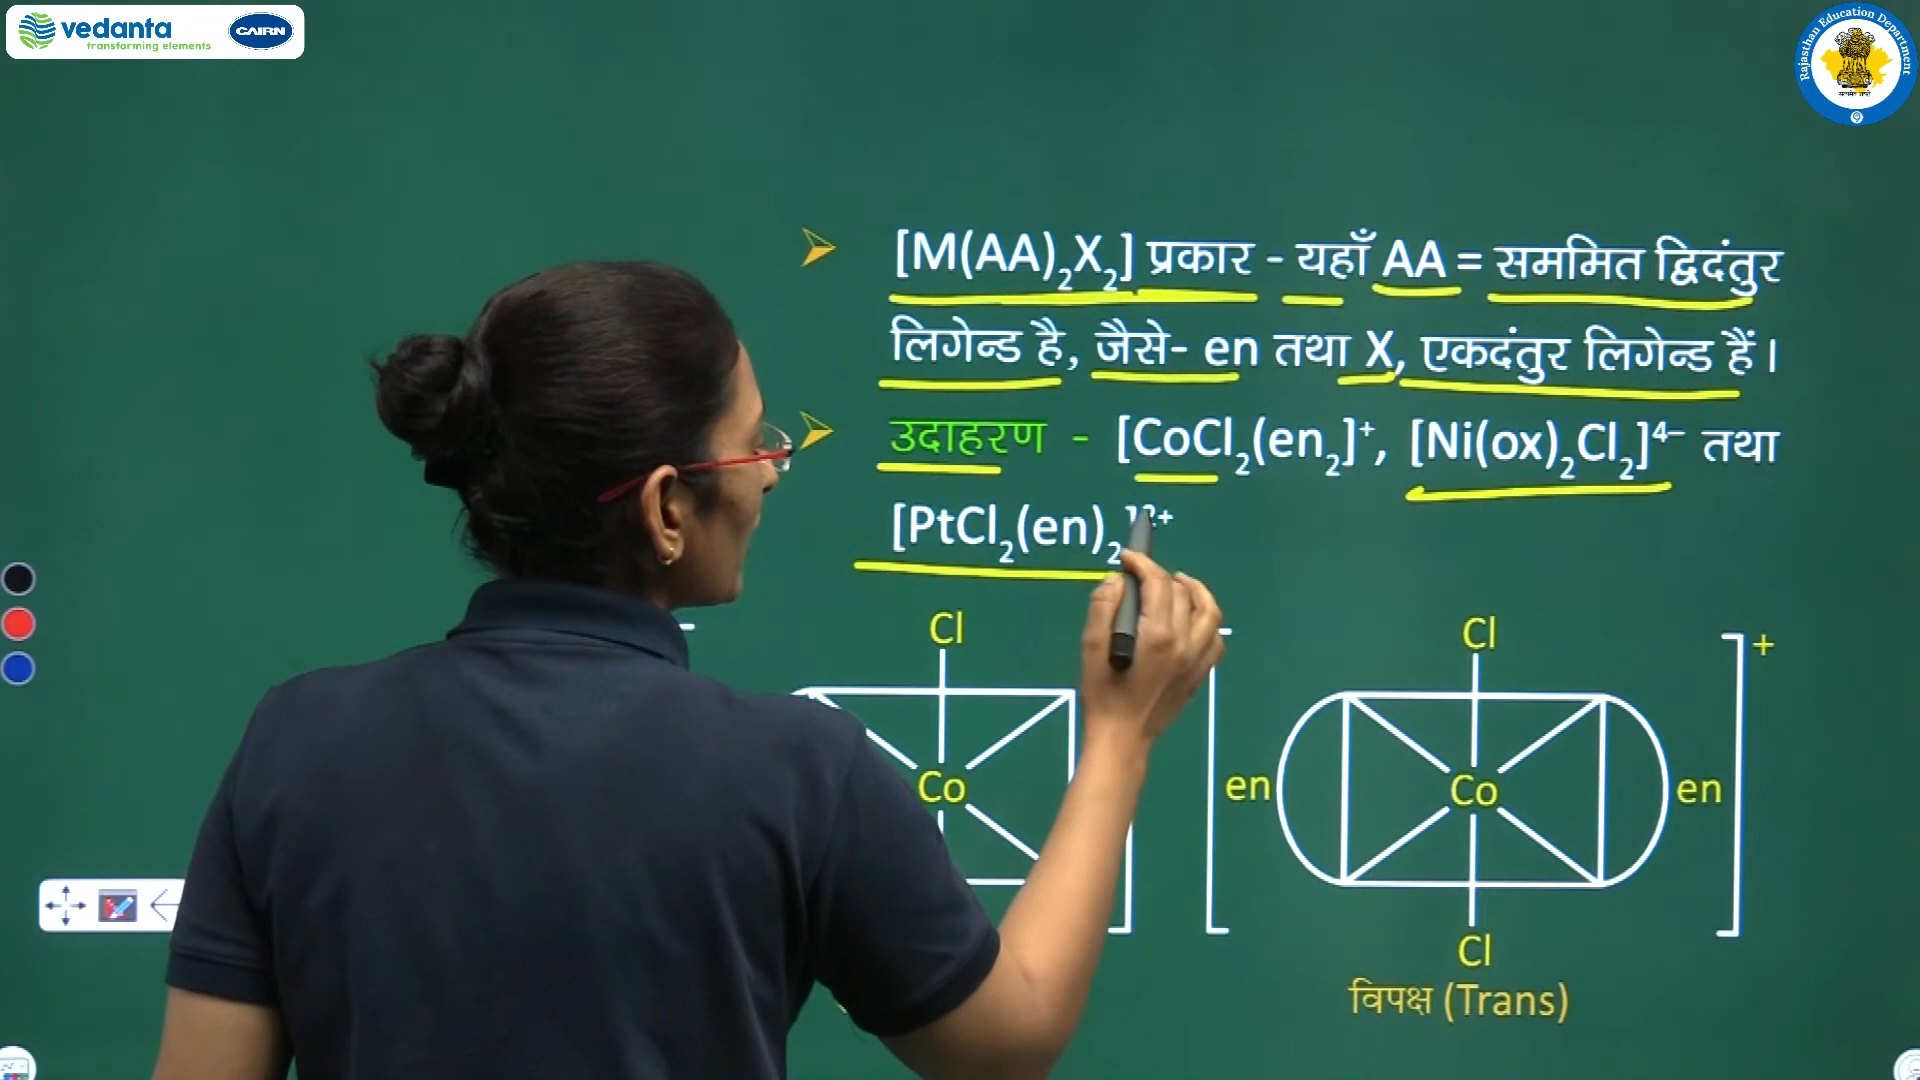 vedanta
transforming elements
CAIRN
Rajasthan Education Department
[M(AA)₂X₂] प्रकार - यहाँ AA = सममित द्विदंतुर
लिगेन्ड है, जैसे- en तथा X, एकदंतुर लिगेन्ड हैं।
उदाहरण - [CoCl₂(en₂]⁺, [Ni(ox)₂Cl₂]⁴⁻ तथा
[PtCl₂(en)₂]²⁺
Cl
Co
Cl
+
en
Co
en
Cl
विपक्ष (Trans)